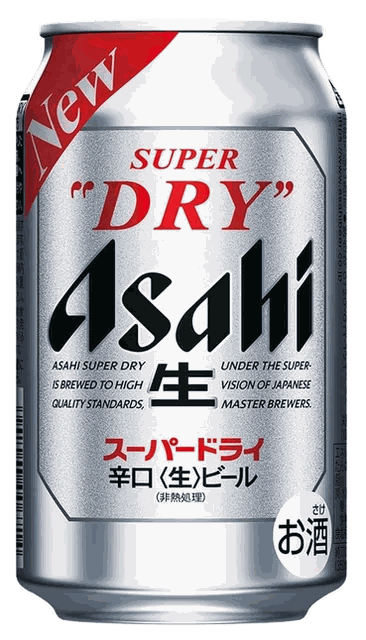 New
SUPER
"DRY"
Asahi
ASAHI SUPER DRY
IS BREWED TO HIGH
QUALITY STANDARDS,
生
UNDER THE SUPER-
VISION OF JAPANESE
MASTER BREWERS.
スーパードライ
辛口〈生〉ビール
(非熱処理)
さけ
お酒